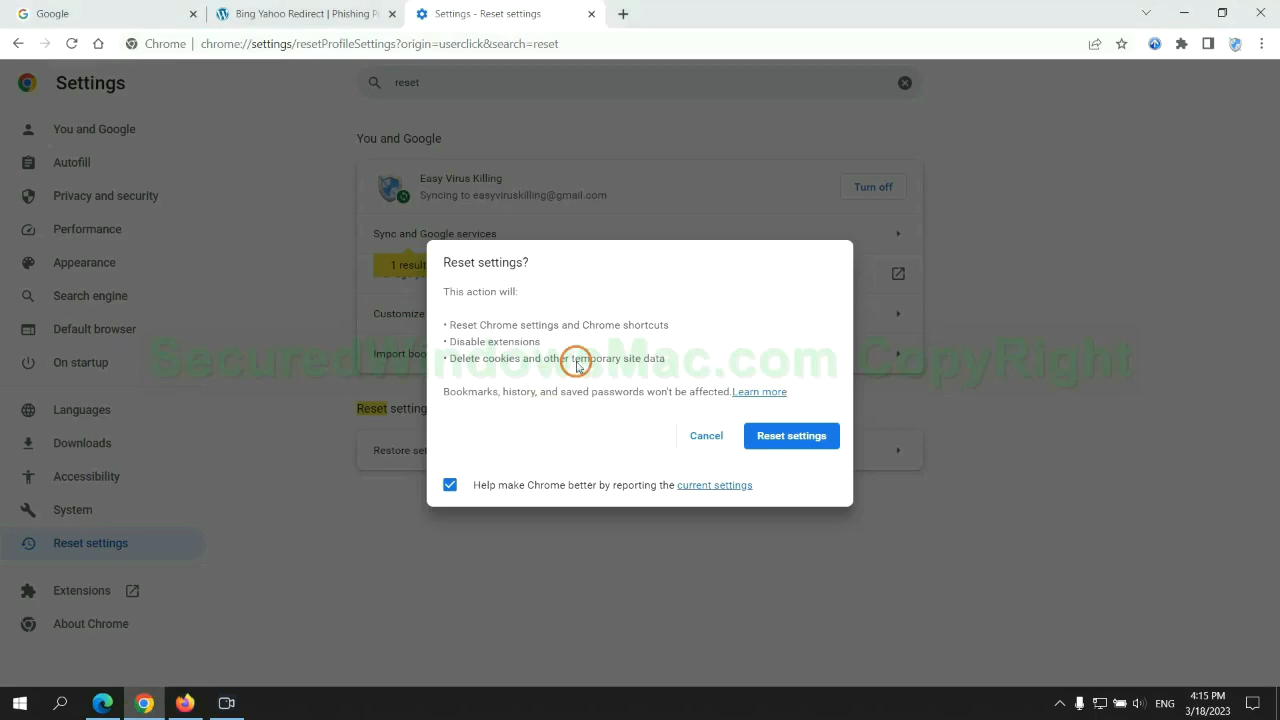 Google
Bing Yahoo Redirect | Phishing P
Settings - Reset settings
Chrome | chrome://settings/resetProfileSettings?origin=userclick&search=reset
Settings
reset
You and Google
Autofill
Privacy and security
Performance
Appearance
Search engine
Default browser
On startup
Languages
Downloads
Accessibility
System
Reset settings
Extensions
About Chrome
You and Google
Easy Virus Killing
Syncing to easyviruskilling@gmail.com
Turn off
Sync and Google services
1 result
Customize
Import boo
Reset setting
Restore set
Reset settings?
This action will:
• Reset Chrome settings and Chrome shortcuts
• Disable extensions
• Delete cookies and other temporary site data
Bookmarks, history, and saved passwords won't be affected. Learn more
Cancel
Reset settings
Help make Chrome better by reporting the current settings
SecuredWindowsMac.com CopyRight
ENG
4:15 PM
3/18/2023